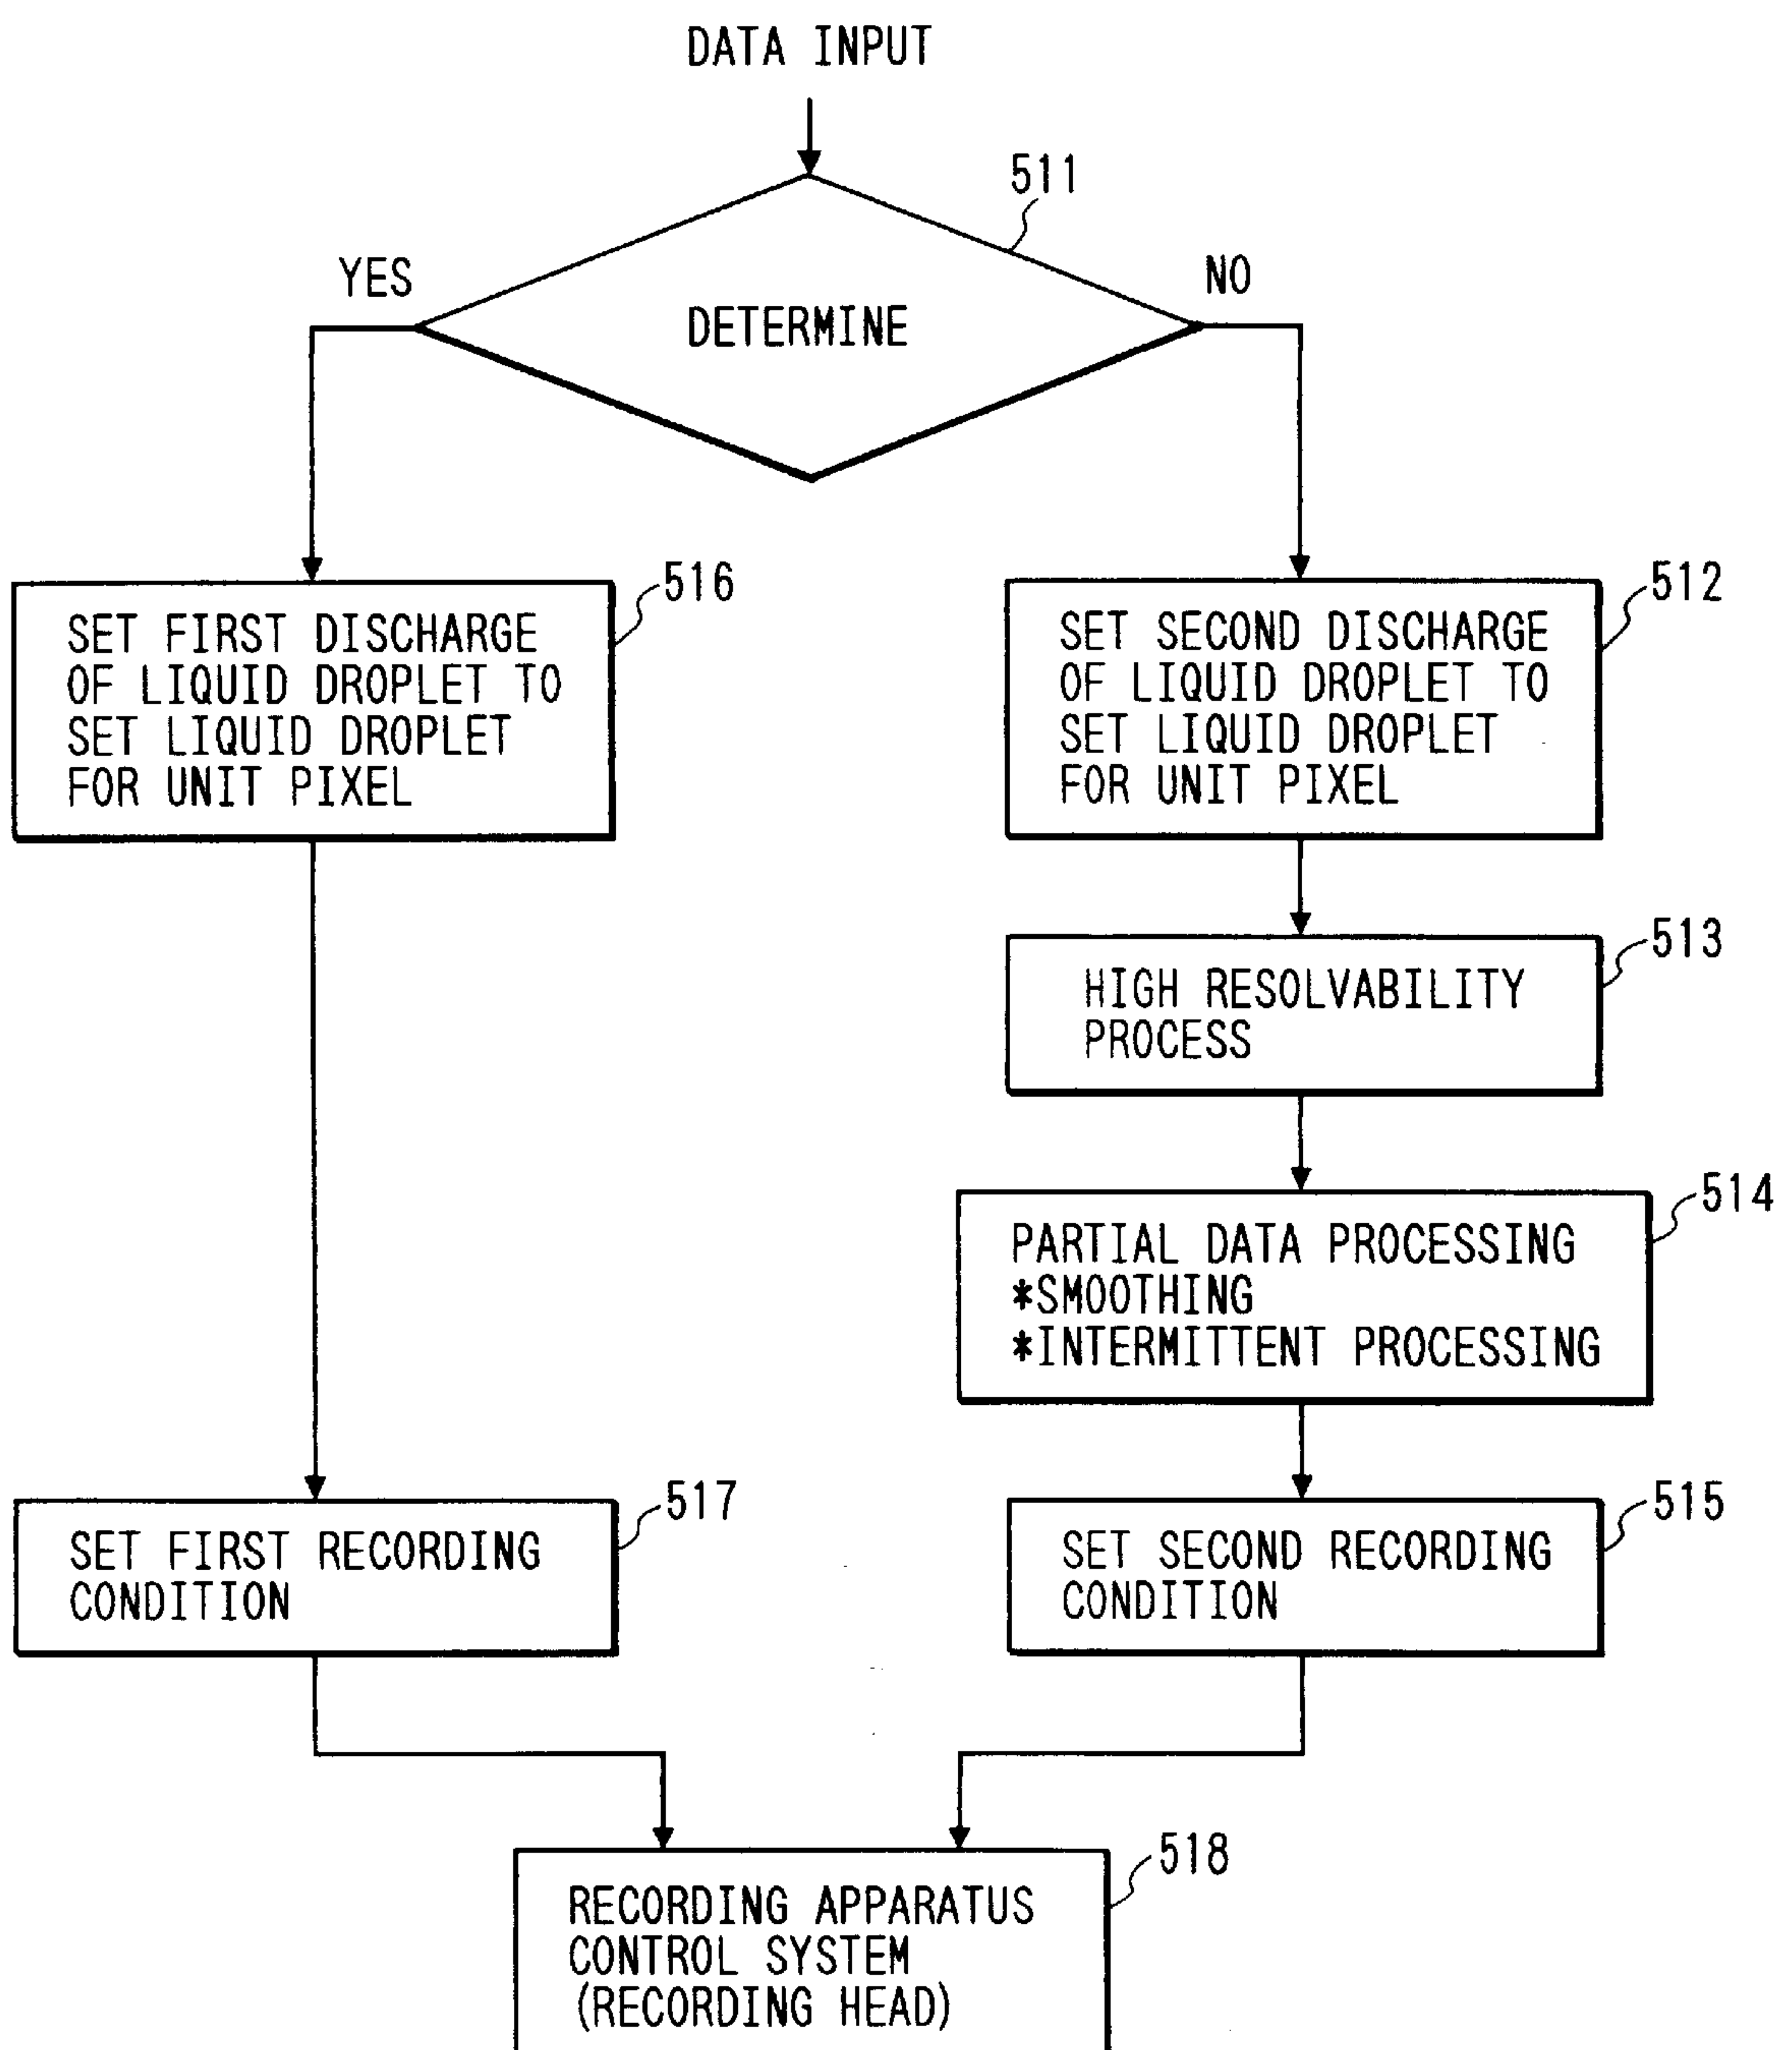 DATA INPUT
511
YES
NO
DETERMINE
516
SET FIRST DISCHARGE
OF LIQUID DROPLET TO
SET LIQUID DROPLET
FOR UNIT PIXEL
512
SET SECOND DISCHARGE
OF LIQUID DROPLET TO
SET LIQUID DROPLET
FOR UNIT PIXEL
513
HIGH RESOLVABILITY
PROCESS
514
PARTIAL DATA PROCESSING
*SMOOTHING
*INTERMITTENT PROCESSING
517
SET FIRST RECORDING
CONDITION
515
SET SECOND RECORDING
CONDITION
518
RECORDING APPARATUS
CONTROL SYSTEM
(RECORDING HEAD)